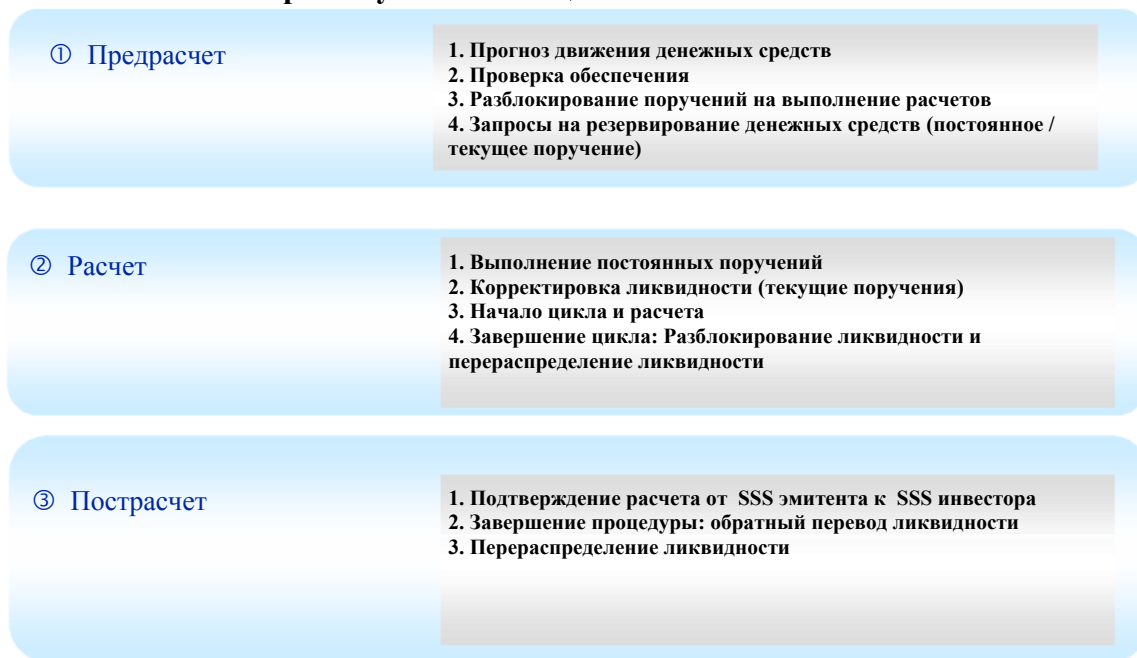 ① Предрасчет
1. Прогноз движения денежных средств
2. Проверка обеспечения
3. Разблокирование поручений на выполнение расчетов
4. Запросы на резервирование денежных средств (постоянное /
текущее поручение)
② Расчет
1. Выполнение постоянных поручений
2. Корректировка ликвидности (текущие поручения)
3. Начало цикла и расчета
4. Завершение цикла: Разблокирование ликвидности и
перераспределение ликвидности
③ Пострасчет
1. Подтверждение расчета от SSS эмитента к SSS инвестора
2. Завершение процедуры: обратный перевод ликвидности
3. Перераспределение ликвидности